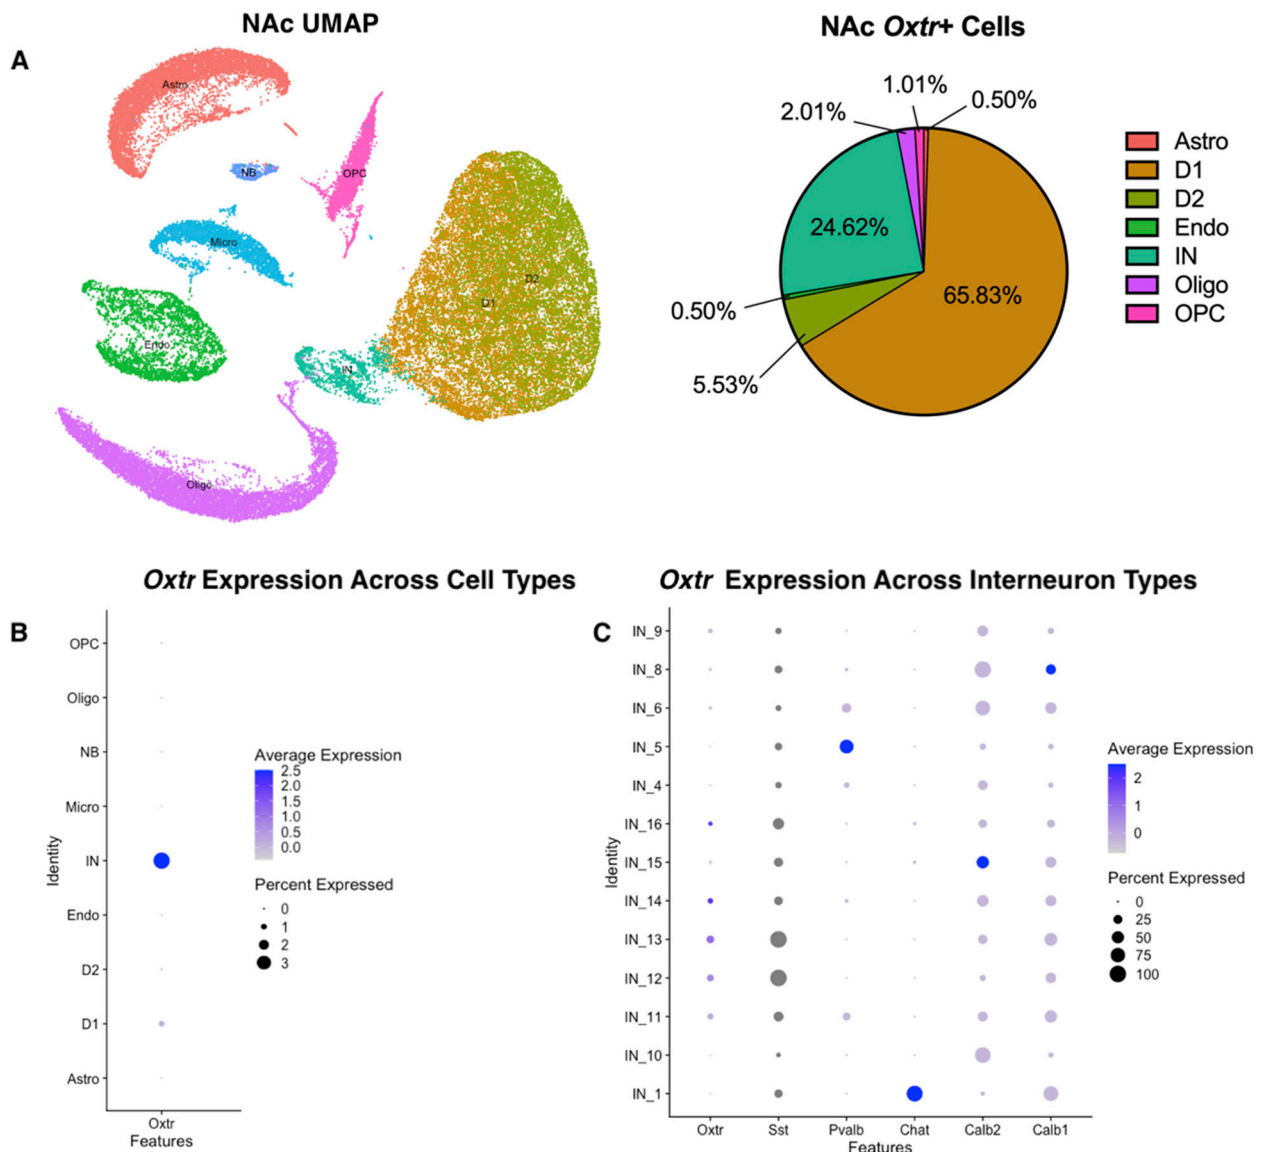 NAc UMAP
NAc Oxtr+ Cells
A
Astro
NB
OPC
Micro
D2
D1
Endo
IN
Oligo
1.01%
2.01%
0.50%
24.62%
65.83%
0.50%
5.53%
Astro
D1
D2
Endo
IN
Oligo
OPC
Oxtr Expression Across Cell Types
B
OPC
Oligo
NB
Micro
IN
Endo
D2
D1
Astro
Identity
Oxtr
Features
Average Expression
2.5
2.0
1.5
1.0
0.5
0.0
Percent Expressed
0
1
2
3
Oxtr Expression Across Interneuron Types
C
IN_9
IN_8
IN_6
IN_5
IN_4
IN_16
IN_15
IN_14
IN_13
IN_12
IN_11
IN_10
IN_1
Identity
Oxtr Sst Pvalb Chat Calb2 Calb1
Features
Average Expression
2
1
0
Percent Expressed
0
25
50
75
100